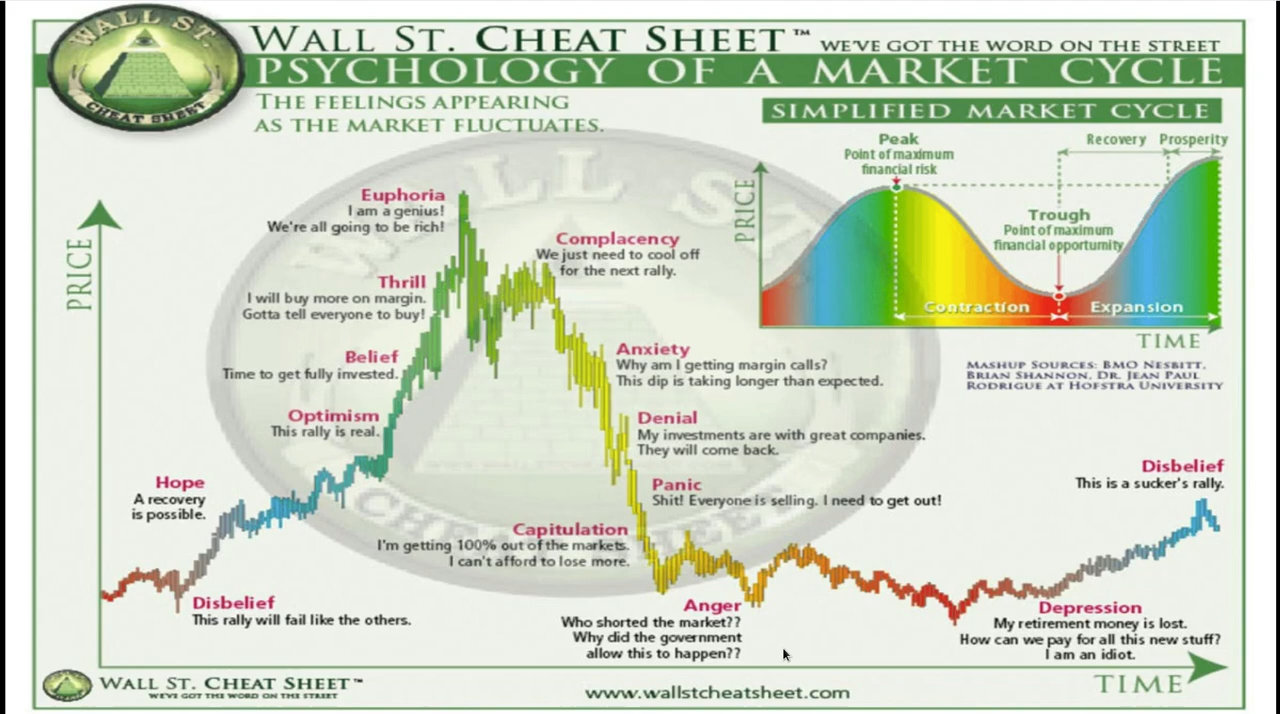 WALL ST.
CHEAT SHEET
WALL ST. CHEAT SHEET™ WE'VE GOT THE WORD ON THE STREET
PSYCHOLOGY OF A MARKET CYCLE
THE FEELINGS APPEARING
AS THE MARKET FLUCTUATES.
SIMPLIFIED MARKET CYCLE
Peak
Point of maximum
financial risk
Recovery
Prosperity
Trough
Point of maximum
financial opportunity
Contraction
Expansion
PRICE
TIME
MASHUP SOURCES: BMO NESBITT,
BRIAN SHANNON, DR. JEAN PAUL
RODRIGUE AT HOFSTRA UNIVERSITY
PRICE
WALL ST.
CHEAT SHEET
Disbelief
This rally will fail like the others.
Hope
A recovery
is possible.
Optimism
This rally is real.
Belief
Time to get fully invested.
Thrill
I will buy more on margin.
Gotta tell everyone to buy!
Euphoria
I am a genius!
We're all going to be rich!
Complacency
We just need to cool off
for the next rally.
Anxiety
Why am I getting margin calls?
This dip is taking longer than expected.
Denial
My investments are with great companies.
They will come back.
Panic
Shit! Everyone is selling. I need to get out!
Capitulation
I'm getting 100% out of the markets.
I can't afford to lose more.
Anger
Who shorted the market??
Why did the government
allow this to happen??
Depression
My retirement money is lost.
How can we pay for all this new stuff?
I am an idiot.
Disbelief
This is a sucker's rally.
TIME
WALL ST. CHEAT SHEET™
WE'VE GOT THE WORD ON THE STREET
www.wallstcheatsheet.com